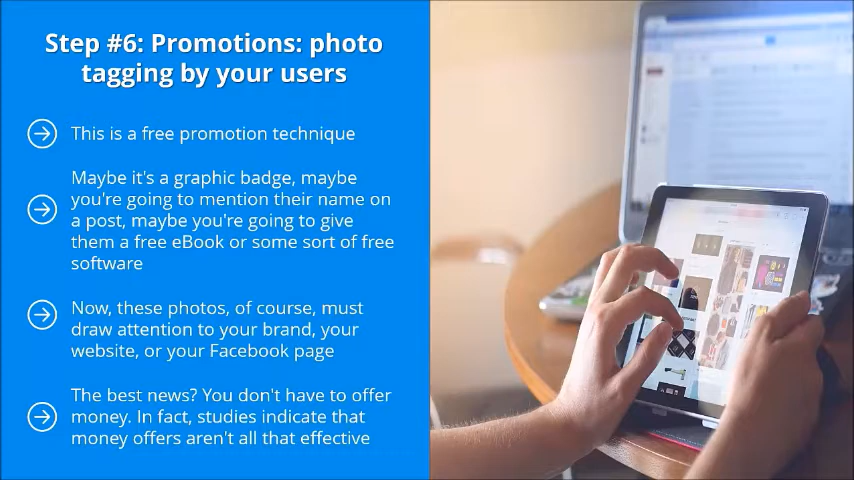 Step #6: Promotions: photo
tagging by your users
This is a free promotion technique
Maybe it's a graphic badge, maybe
you're going to mention their name on
a post, maybe you're going to give
them a free eBook or some sort of free
software
Now, these photos, of course, must
draw attention to your brand, your
website, or your Facebook page
The best news? You don't have to offer
money. In fact, studies indicate that
money offers aren't all that effective